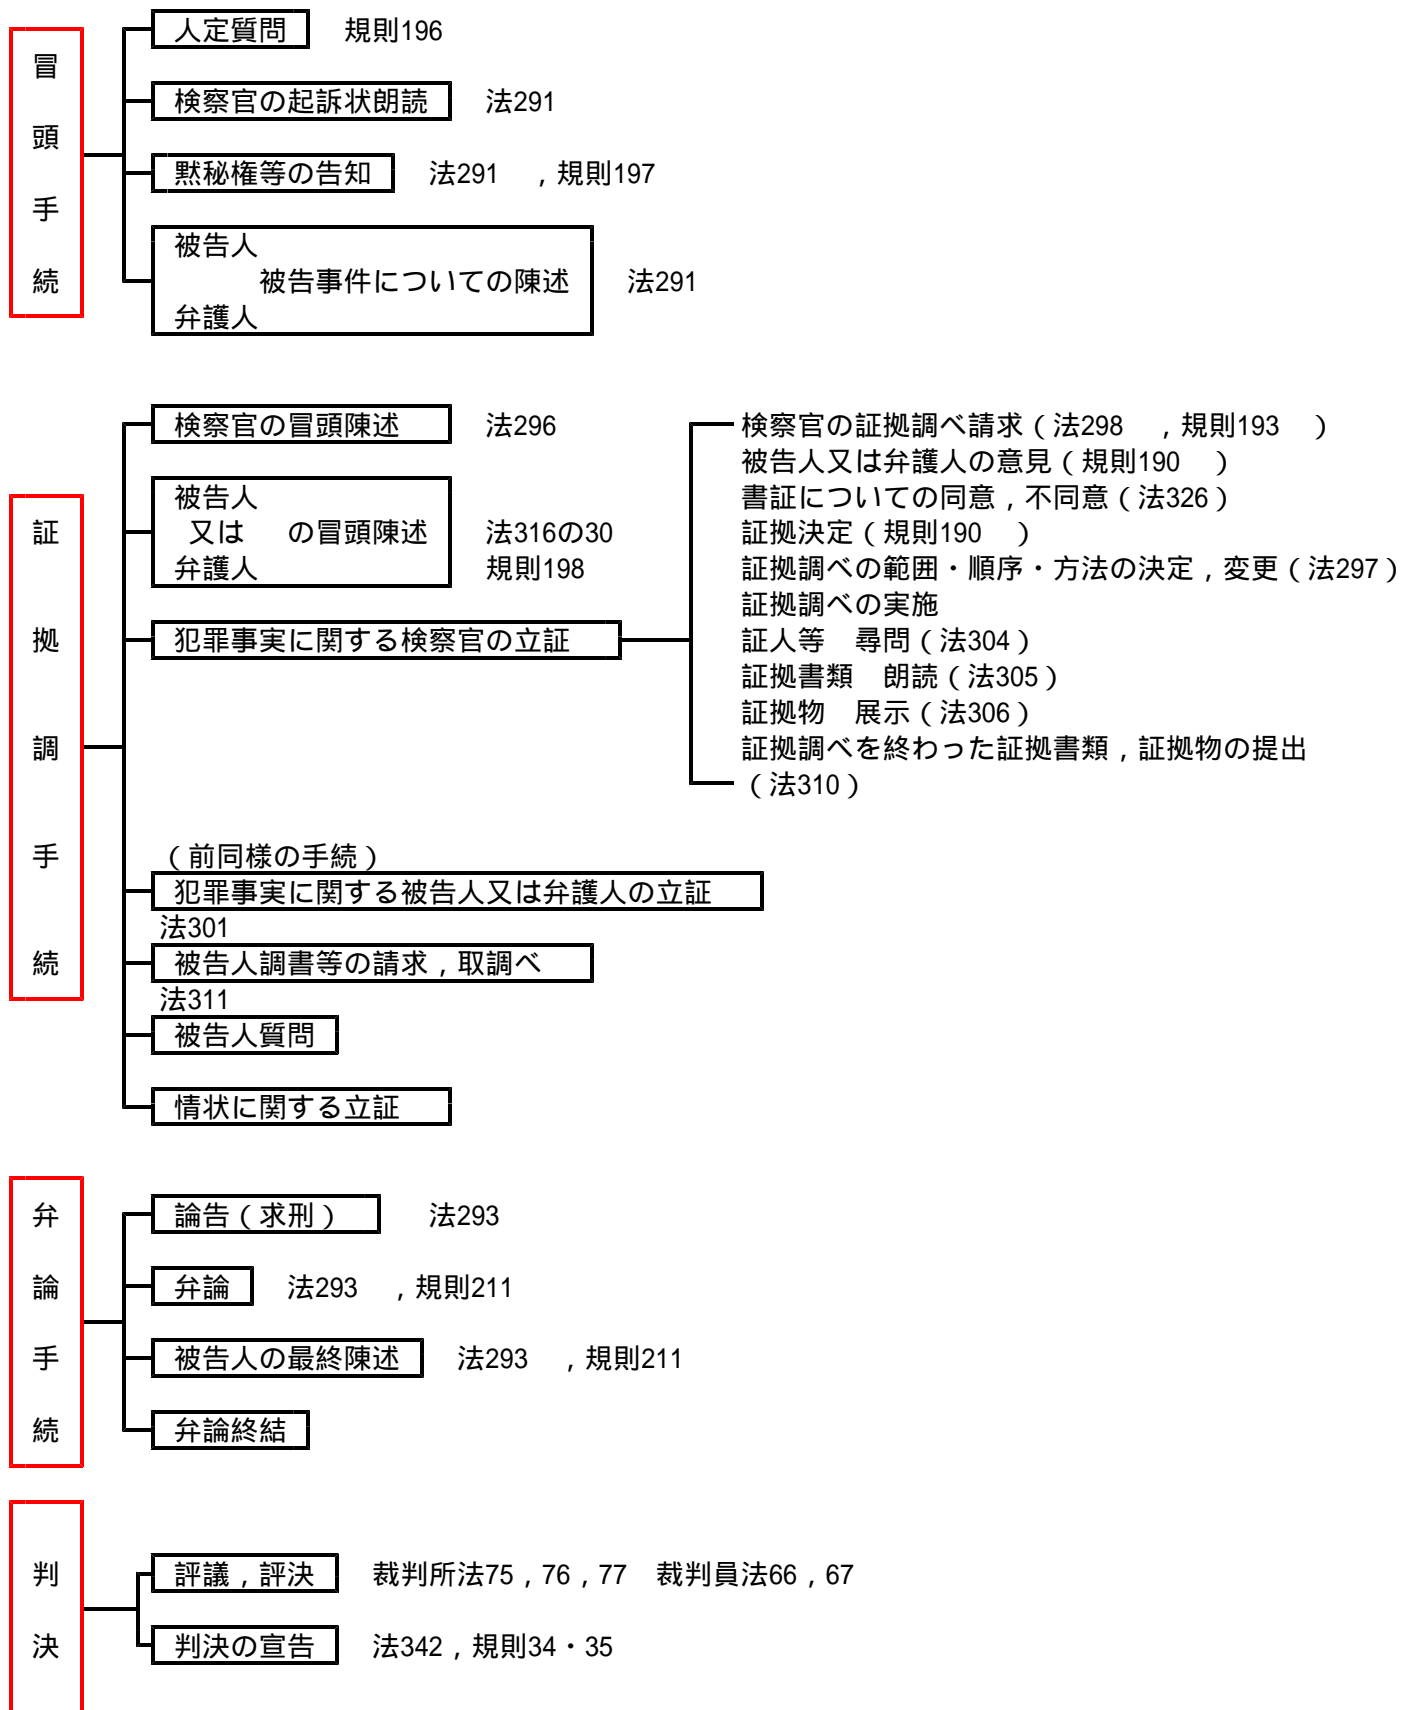 冒頭手続
人定質問 規則196
検察官の起訴状朗読 法291
黙秘権等の告知 法291 ,規則197
被告人
被告事件についての陳述 法291
弁護人
証拠調手続
検察官の冒頭陳述 法296
被告人
又は の冒頭陳述 法316の30
弁護人 規則198
犯罪事実に関する検察官の立証
検察官の証拠調べ請求(法298 ,規則193 )
被告人又は弁護人の意見(規則190 )
書証についての同意,不同意(法326)
証拠決定(規則190 )
証拠調べの範囲・順序・方法の決定,変更(法297)
証拠調べの実施
証人等 尋問(法304)
証拠書類 朗読(法305)
証拠物 展示(法306)
証拠調べを終わった証拠書類,証拠物の提出
(法310)
(前同様の手続)
犯罪事実に関する被告人又は弁護人の立証
法301
被告人調書等の請求,取調べ
法311
被告人質問
情状に関する立証
弁論手続
論告(求刑) 法293
弁論 法293 ,規則211
被告人の最終陳述 法293 ,規則211
弁論終結
判決
評議,評決 裁判所法75,76,77 裁判員法66,67
判決の宣告 法342,規則34・35